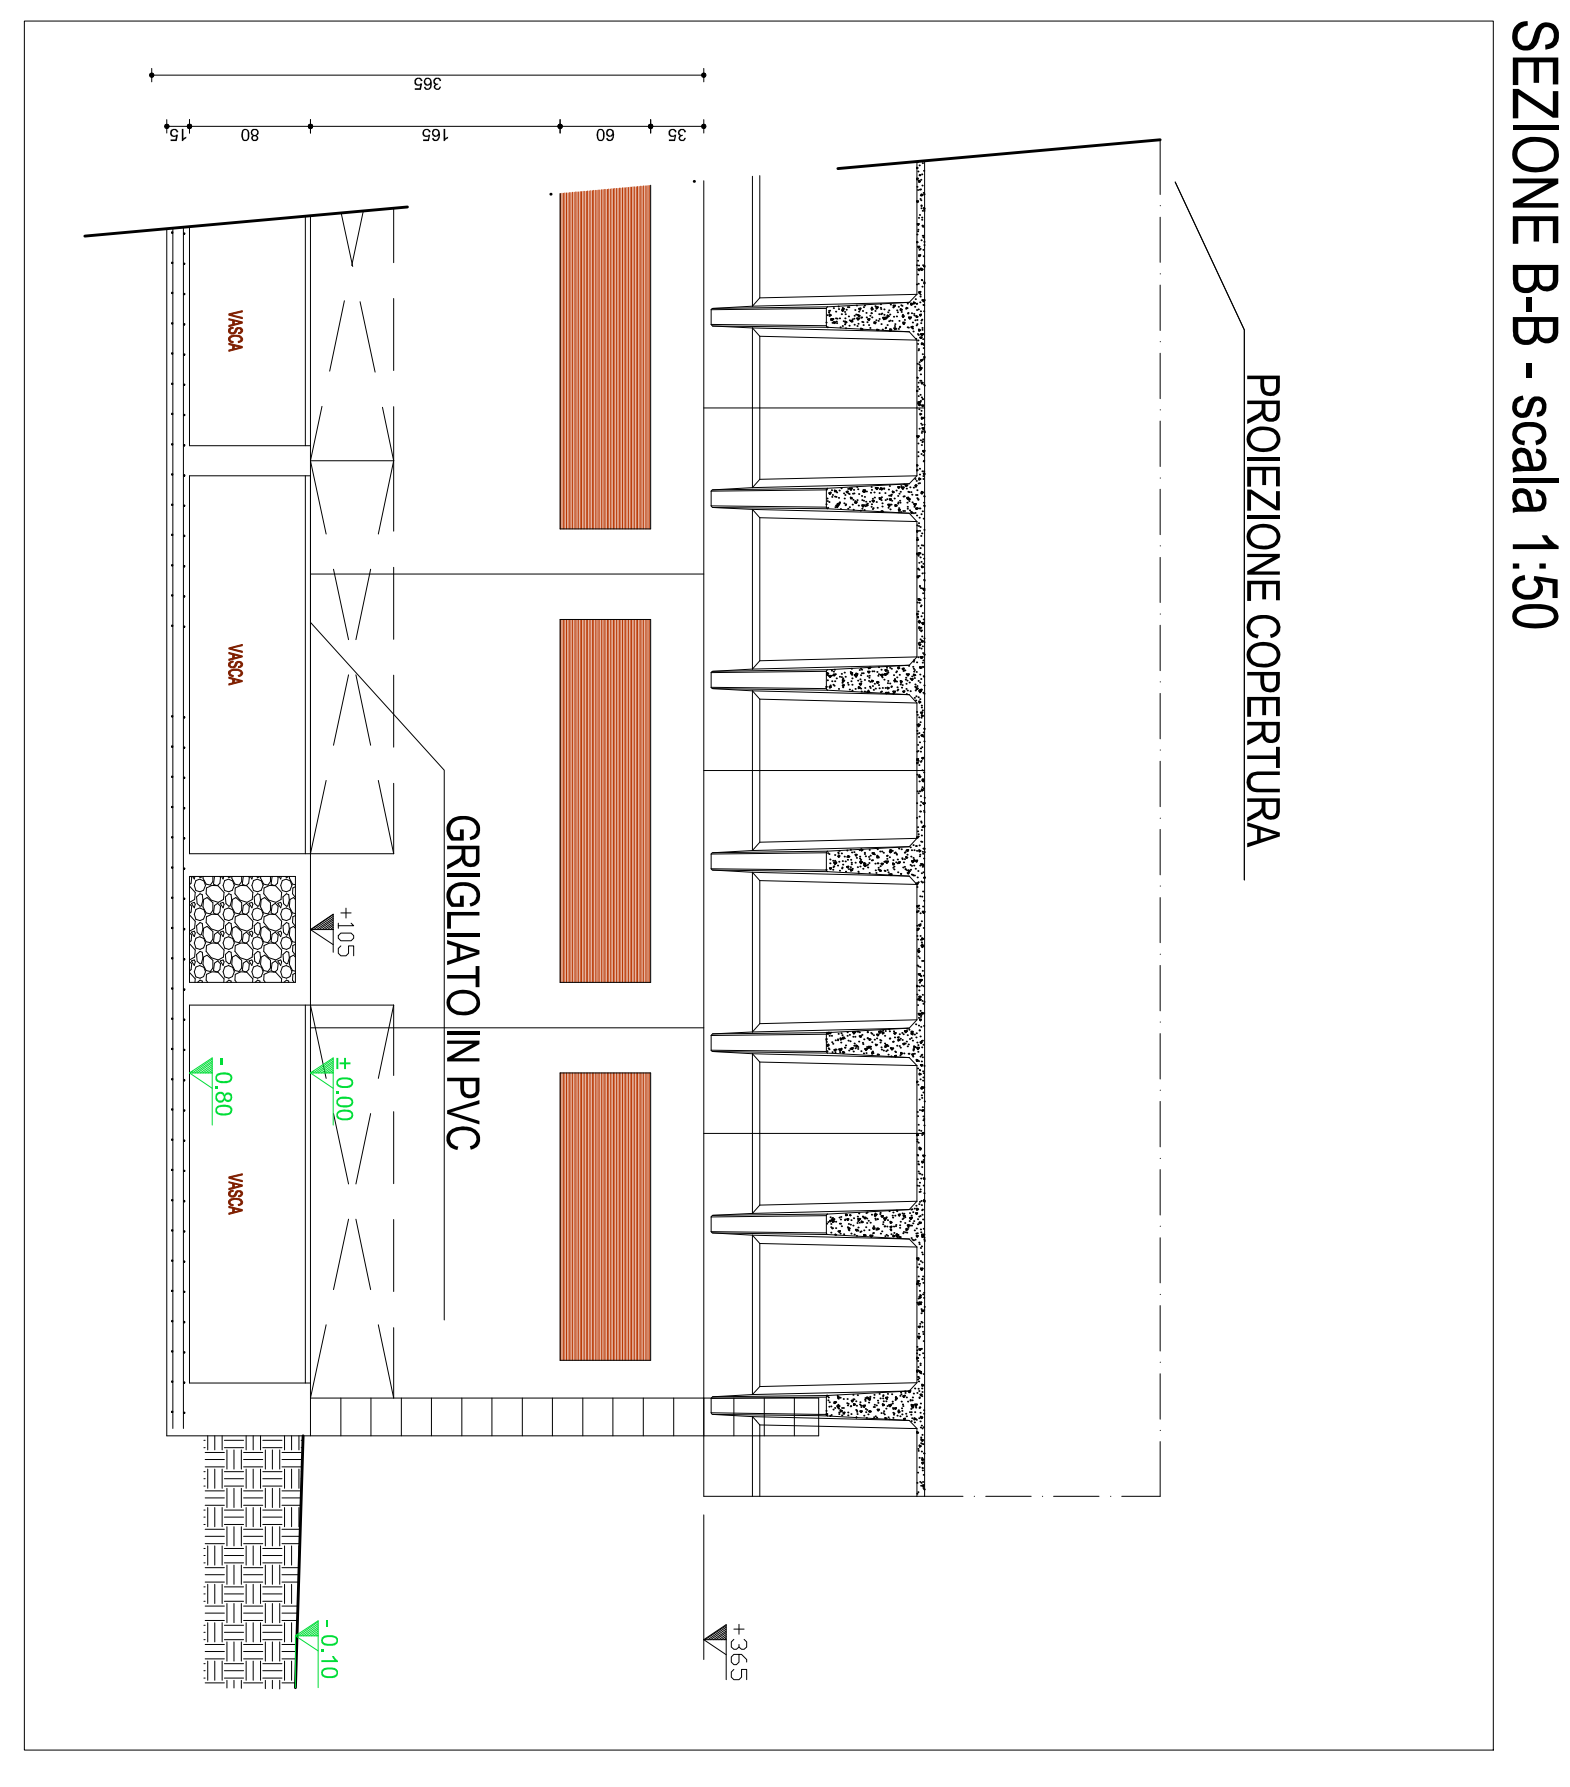 SEZIONE B-B - scala 1:50
PROIEZIONE COPERTURA
GRIGLIATO IN PVC
365
15
80
165
60
35
VASCA
VASCA
VASCA
+105
± 0.00
- 0.80
- 0.10
+365